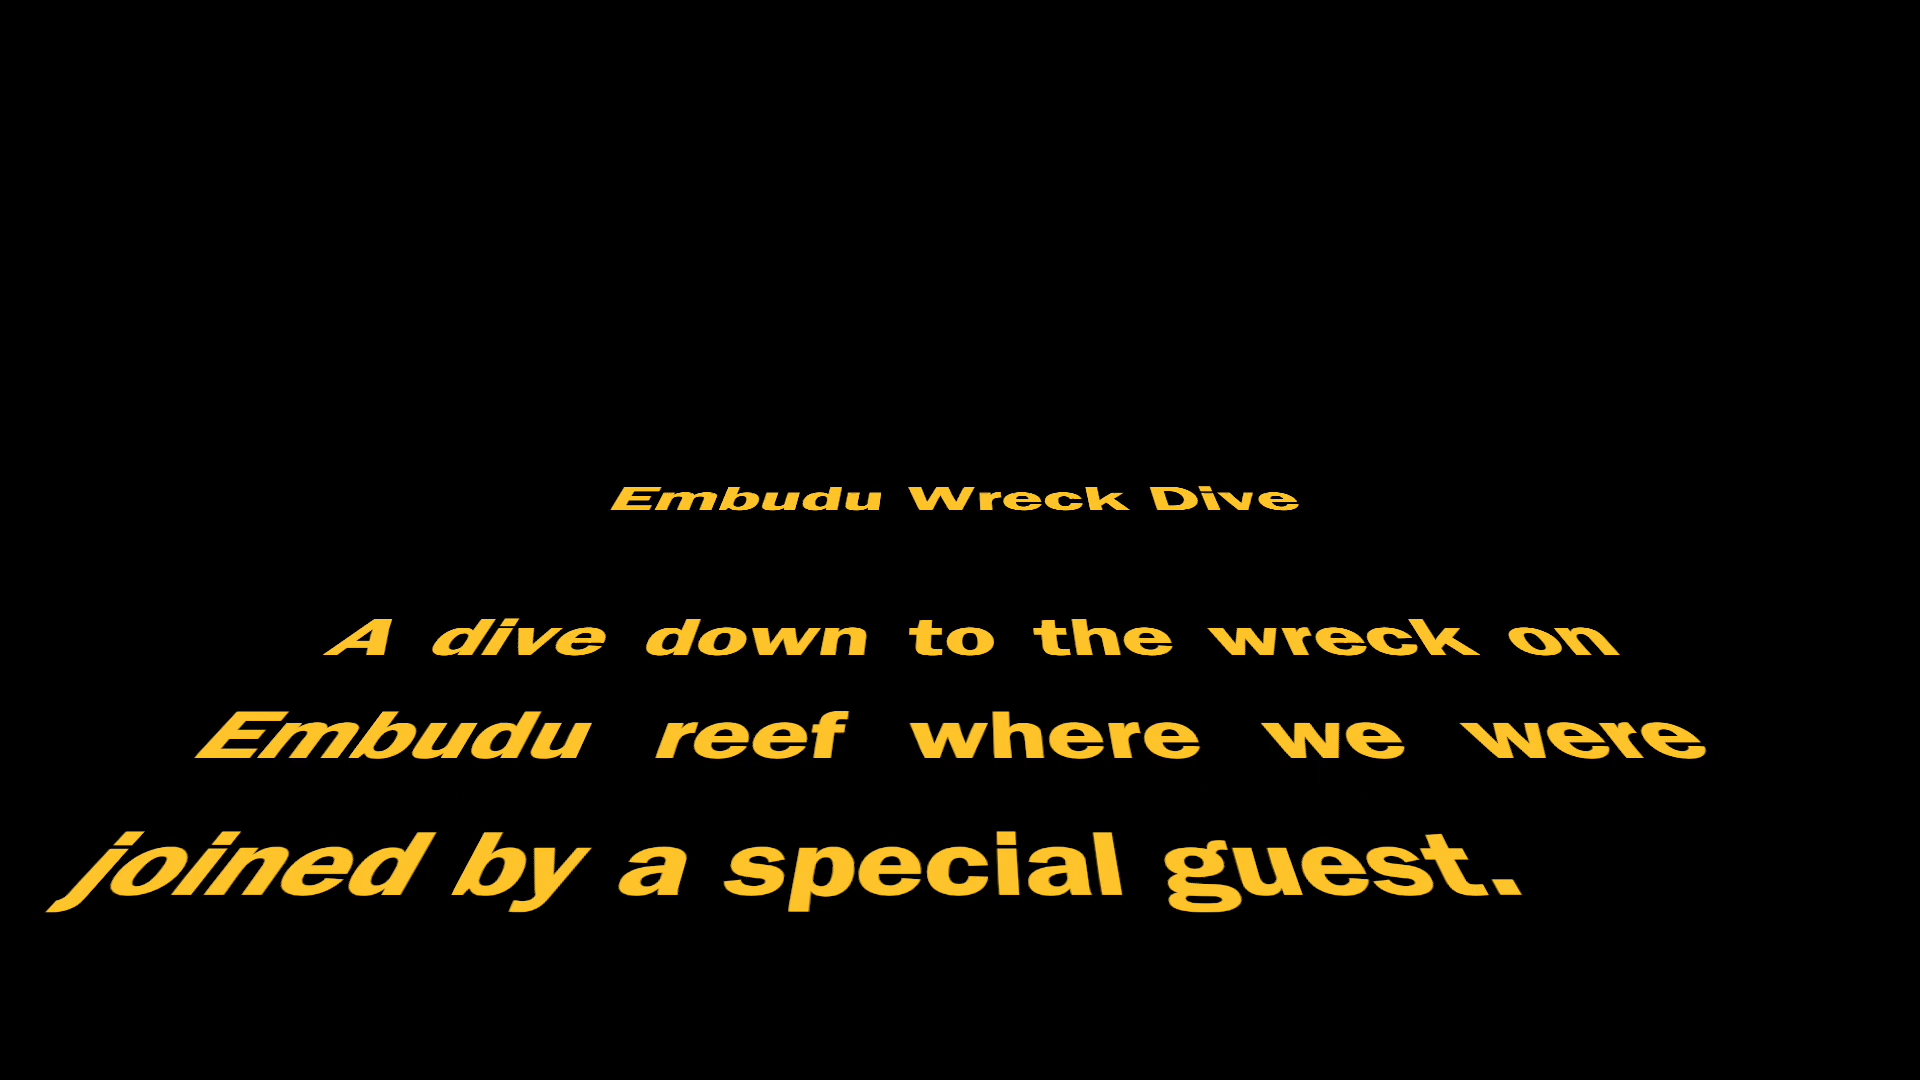 Embudu Wreck Dive
A dive down to the wreck on
Embudu reef where we were
joined by a special guest.